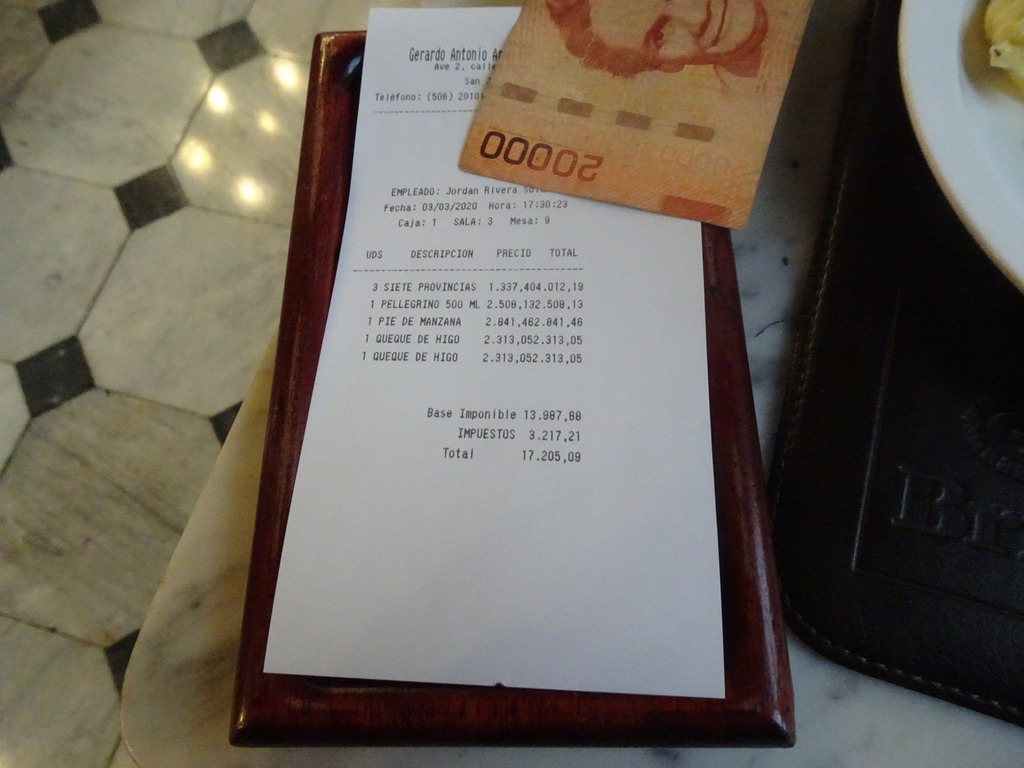 Gerardo Antonio
Ave 2, calle
San
Teléfono: (506) 2010
20000
EMPLEADO: Jordan Rivera
Fecha: 03/03/2020 Hora: 17:30:23
Caja: 1 SALA: 3 Mesa: 9
UDS DESCRIPCION PRECIO TOTAL
3 SIETE PROVINCIAS 1.337,404.012,19
1 PELLEGRINO 500 ML 2.508,132.508,13
1 PIE DE MANZANA 2.841,462.841,46
1 QUEQUE DE HIGO 2.313,052.313,05
1 QUEQUE DE HIGO 2.313,052.313,05
Base Imponible 13.987,88
IMPUESTOS 3.217,21
Total 17.205,09